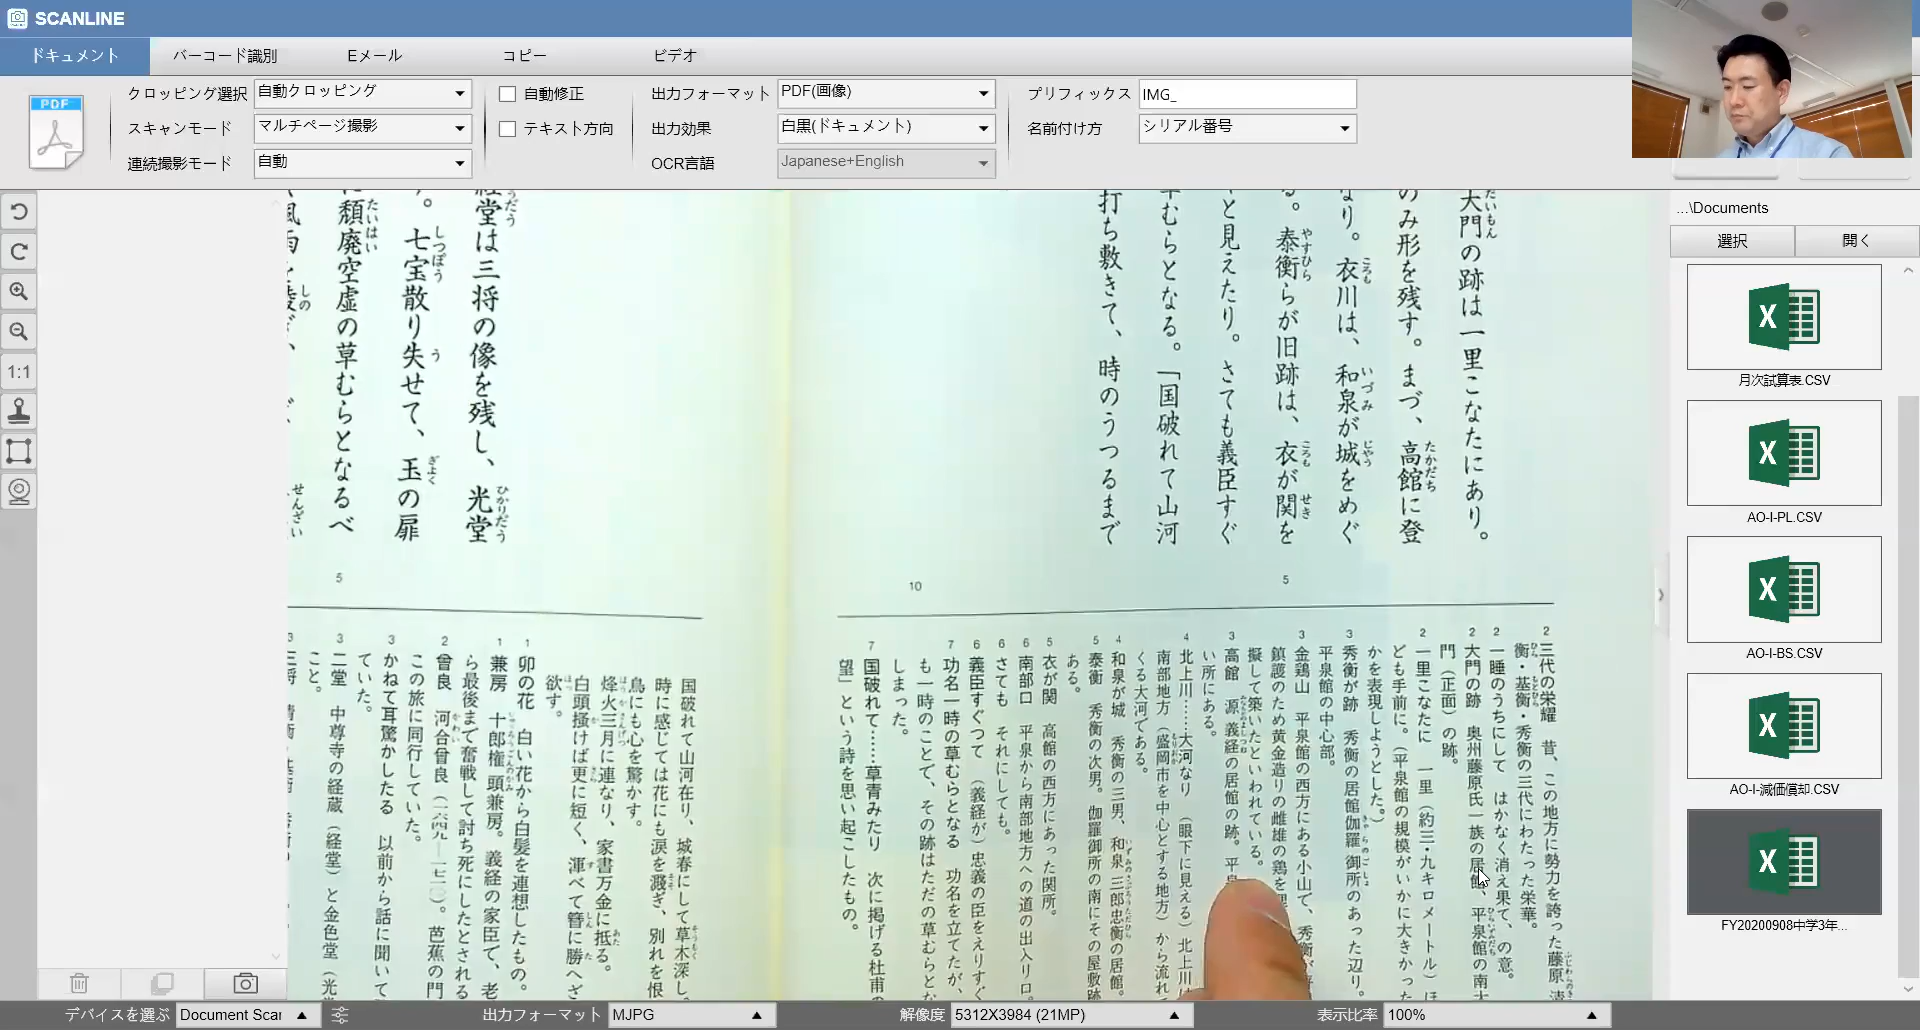 SCANLINE
ドキュメント
バーコード識別
Eメール
コピー
ビデオ
PDF
クロッピング選択
自動クロッピング
スキャンモード
マルチページ撮影
連続撮影モード
自動
自動修正
テキスト方向
出力フォーマット
PDF(画像)
出力効果
白黒(ドキュメント)
OCR言語
Japanese+English
プリフィックス
IMG_
名前付け方
シリアル番号
1:1
大門の跡は一里こなたにあり。
のみ形を残す。まづ、高館に登
なり。衣川は、和泉が城をめぐ
る。泰衡らが旧跡は、衣が関を
と見えたり。さても義臣すぐ
草むらとなる。「国破れて山河
打ち敷きて、時のうつるまで
5
10
経堂は三将の像を残し、光堂
。七宝散り失せて、玉の扉
頽廃空虚の草むらとなるべ
5
2 三代の栄耀 昔、この地方に勢力を誇った藤原清
衡・基衡・秀衡の三代にわたった栄華。
2 一睡のうちにして はかなく消え果て、の意。
2 大門の跡 奥州藤原氏一族の居館、平泉館の南大
門(正面)の跡。
2 一里こなたに 一里(約三・九キロメートル)ほ
ども手前に。(平泉館の規模がいかに大きかった
かを表現しようとした。)
3 秀衡が跡 秀衡の居館伽羅御所のあった辺り。
平泉館の中心部。
3 金鶏山 平泉館の西方にある小山で、秀衡が
鎮護のため黄金造りの雌雄の鶏を
擬して築いたといわれている。
3 高館 源義経の居館の跡。平泉
い所にある。
4 北上川……大河なり (眼下に見える)北上川
南部地方(盛岡市を中心とする地方)から流れて
くる大河である。
4 和泉が城 秀衡の三男、和泉三郎忠衡の居館。
5 泰衡 秀衡の次男。伽羅御所の南にその屋敷跡
ある。
5 衣が関 高館の西方にあった関所。
6 南部口 平泉から南部地方への道の出入り口。
6 さても それにしても。
6 義臣すぐつて (義経が)忠義の臣をえりすぐ
7 功名一時の草むらとなる 功名を立てたが、
も一時のことで、その跡はただの草むらとな
しまった。
7 国破れて……草青みたり 次に掲げる杜甫の
望」という詩を思い起こしたもの。
国破れて山河在り、城春にして草木深し。
時に感じては花にも涙を濺ぎ、別れを恨
鳥にも心を驚かす。
烽火三月に連なり、家書万金に抵る。
白頭掻けば更に短く、渾べて簪に勝へざ
欲す。
1 卯の花 白い花から白髪を連想したもの。
1 兼房 十郎権頭兼房。義経の家臣で、老
ら最後まで奮戦して討ち死にしたとされる
2 曾良 河合曾良(一六四九―一七一〇)。芭蕉の門
この旅に同行していた。
3 かねて耳驚かしたる 以前から話に聞いて
ていた。
3 二堂 中尊寺の経蔵(経堂)と金色堂(光
こと。
3 三将
...\Documents
選択
開く
月次試算表.CSV
AO-I-PL.CSV
AO-I-BS.CSV
AO-I-減価償却.CSV
FY20200908中学3年...
デバイスを選ぶ
Document Scar
出力フォーマット
MJPG
解像度
5312X3984 (21MP)
表示比率
100%